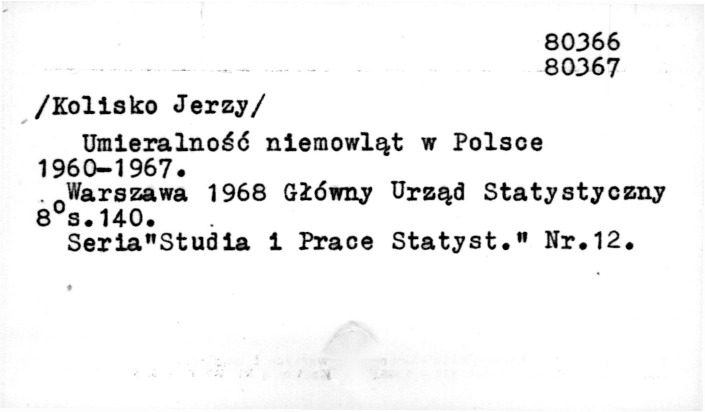 80366
80367
/Kolisko Jerzy/
Umieralność niemowląt w Polsce
1960-1967.
Warszawa 1968 Główny Urząd Statystyczny
8°s.140.
Seria"Studia i Prace Statyst." Nr.12.